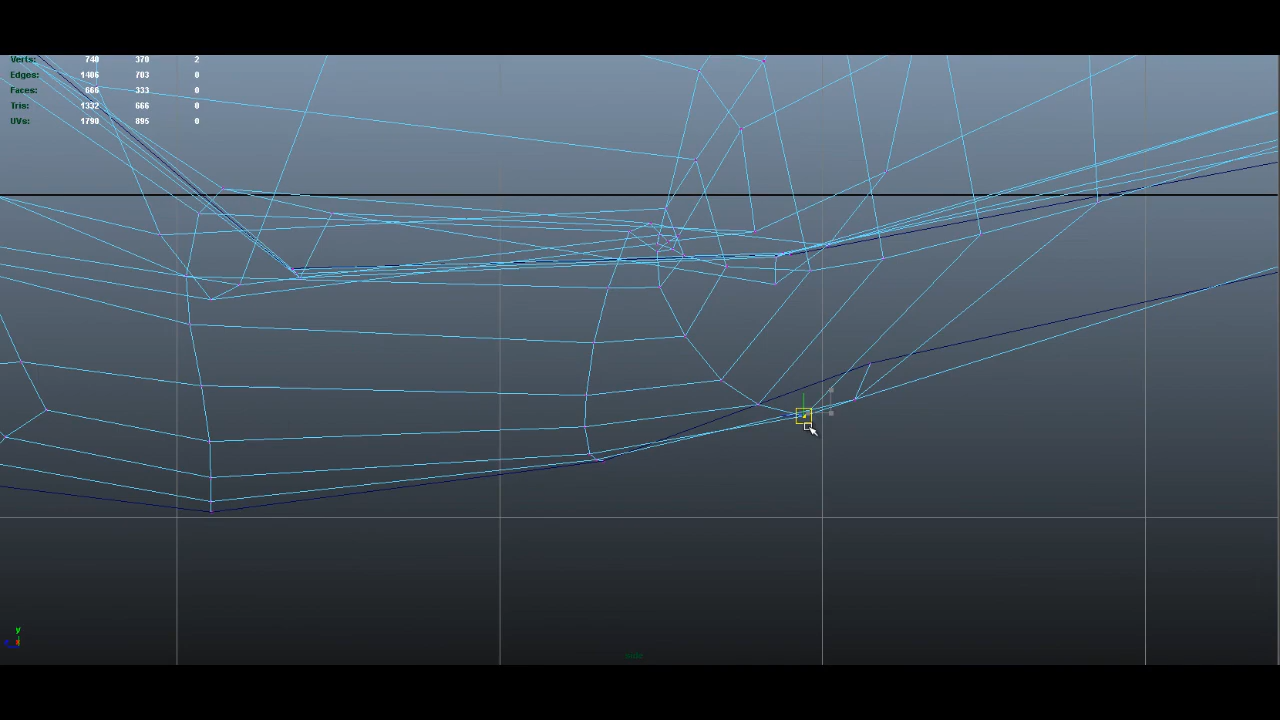 Verts: 740 370 2
Edges: 1406 703 0
Faces: 666 333 0
Tris: 1332 666 0
UVs: 1790 895 0
y
side